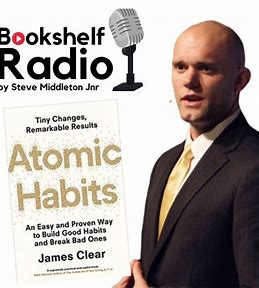 Bookshelf
Radio
by Steve Middleton Jnr
Tiny Changes,
Remarkable Results
Atomic
Habits
An Easy and Proven Way
to Build Good Habits
and Break Bad Ones
James Clear